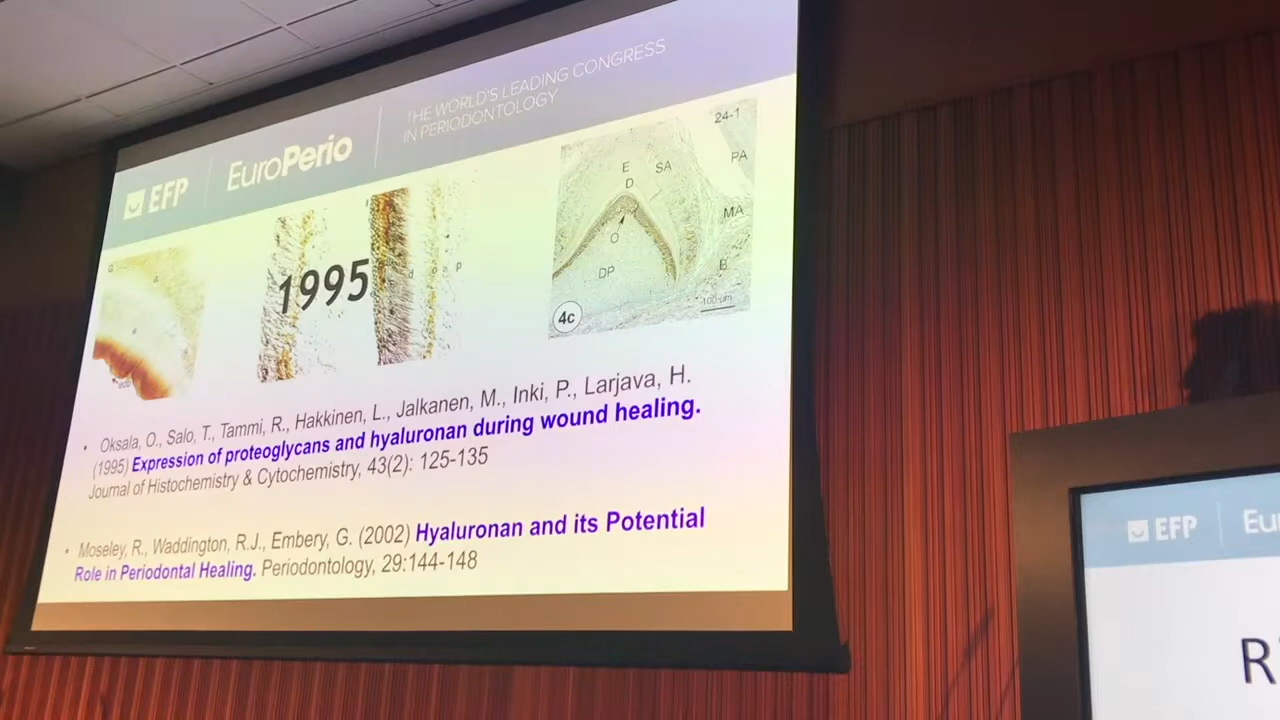 EFP
EuroPerio
THE WORLD'S LEADING CONGRESS
IN PERIODONTOLOGY
1995
24-1
E
SA
PA
D
MA
O
DP
B
100 µm
4c
• Oksala, O., Salo, T., Tammi, R., Hakkinen, L., Jalkanen, M., Inki, P., Larjava, H.
(1995) Expression of proteoglycans and hyaluronan during wound healing.
Journal of Histochemistry & Cytochemistry, 43(2): 125-135
• Moseley, R., Waddington, R.J., Embery, G. (2002) Hyaluronan and its Potential
Role in Periodontal Healing. Periodontology, 29:144-148
EFP
Eu
R